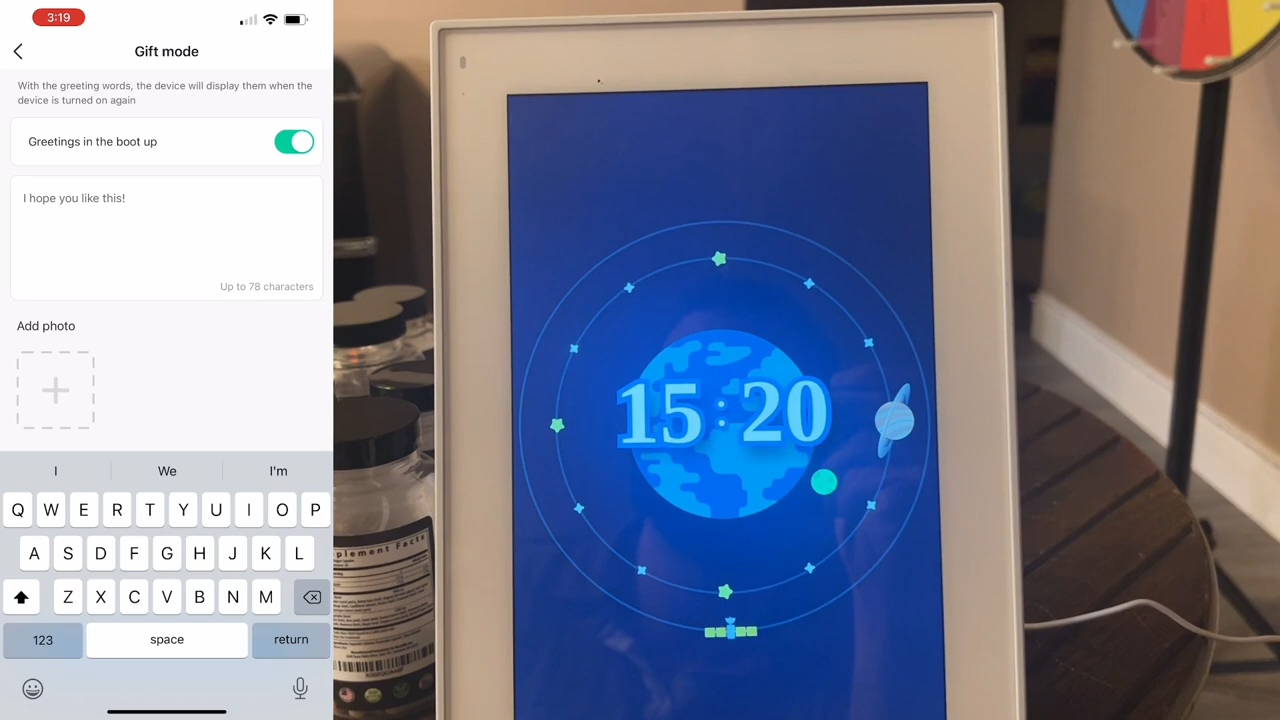 3:19
Gift mode
With the greeting words, the device will display them when the
device is turned on again
Greetings in the boot up
I hope you like this!
Up to 78 characters
Add photo
I We I'm
Q W E R T Y U I O P
A S D F G H J K L
Z X C V B N M
123 space return
15:20
plement Facts